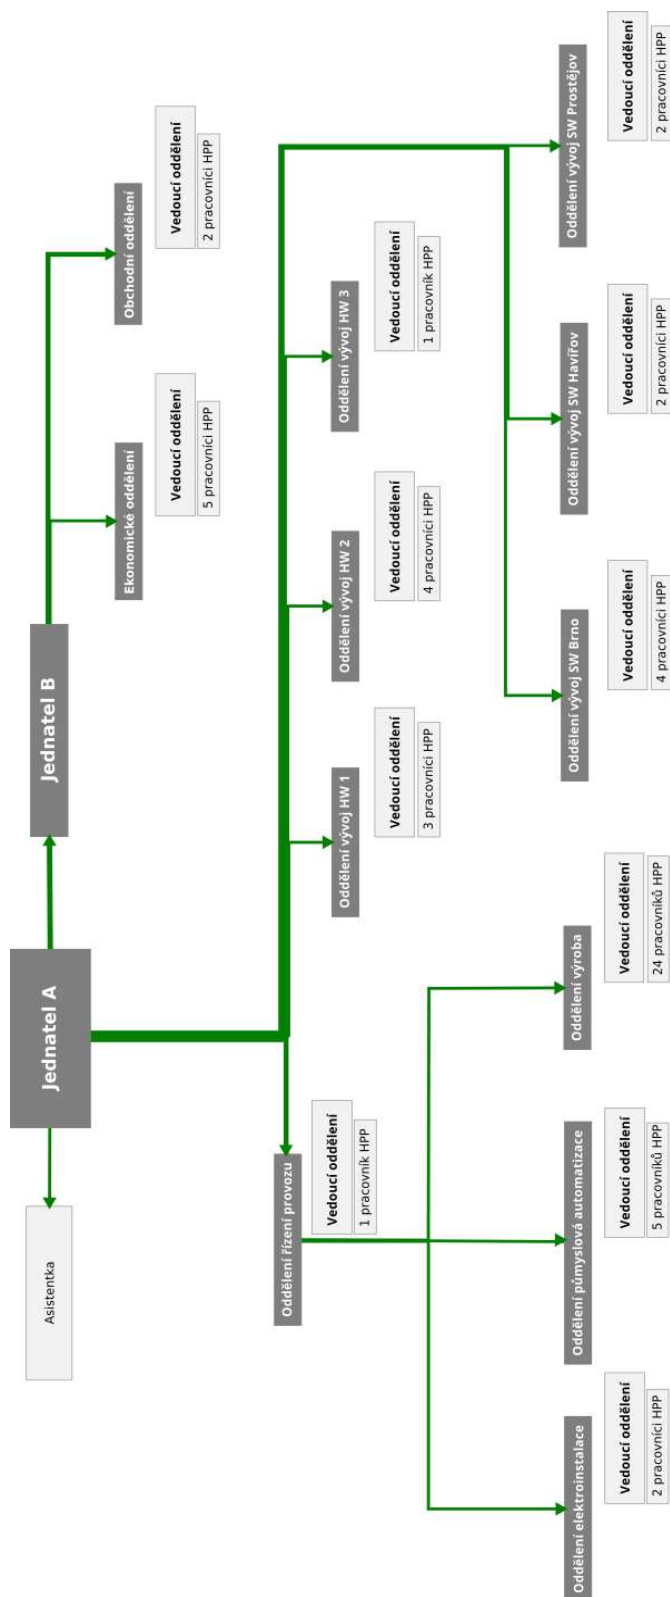 Asistentka
Jednatel A
Jednatel B
Ekonomické oddělení
Vedoucí oddělení
5 pracovníci HPP
Obchodní oddělení
Vedoucí oddělení
2 pracovníci HPP
Oddělení řízení provozu
Vedoucí oddělení
1 pracovník HPP
Oddělení vývoj HW 1
Vedoucí oddělení
3 pracovníci HPP
Oddělení vývoj HW 2
Vedoucí oddělení
4 pracovníci HPP
Oddělení vývoj HW 3
Vedoucí oddělení
1 pracovník HPP
Oddělení elektroinstalace
Vedoucí oddělení
2 pracovníci HPP
Oddělení půmyslová automatizace
Vedoucí oddělení
5 pracovníků HPP
Oddělení výroba
Vedoucí oddělení
24 pracovníků HPP
Oddělení vývoj SW Brno
Vedoucí oddělení
4 pracovníci HPP
Oddělení vývoj SW Havířov
Vedoucí oddělení
2 pracovníci HPP
Oddělení vývoj SW Prostějov
Vedoucí oddělení
2 pracovníci HPP